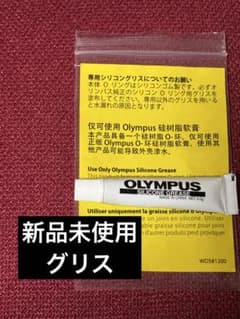 専用シリコングリスについてのお願い
本体 O リングはシリコンゴム製です。必ずオ
リンパス純正のシリコン O リング用グリスを
塗布してください。専用以外のグリスを用い
ると水漏れの原因となります。
仅可使用 Olympus 硅树脂软膏
本产品具备一个硅树脂 O- 环。仅可使用
正版 Olympus O- 环硅树脂软膏。使用其他
产品可能导致外壳渗水。
Use Only Olympus Silicone Grease
OLYMPUS
SILICONE GREASE
MADE IN CHINA
Utiliser uniquement la graisse silicone d'Olympus
WD581200
新品未使用
グリス